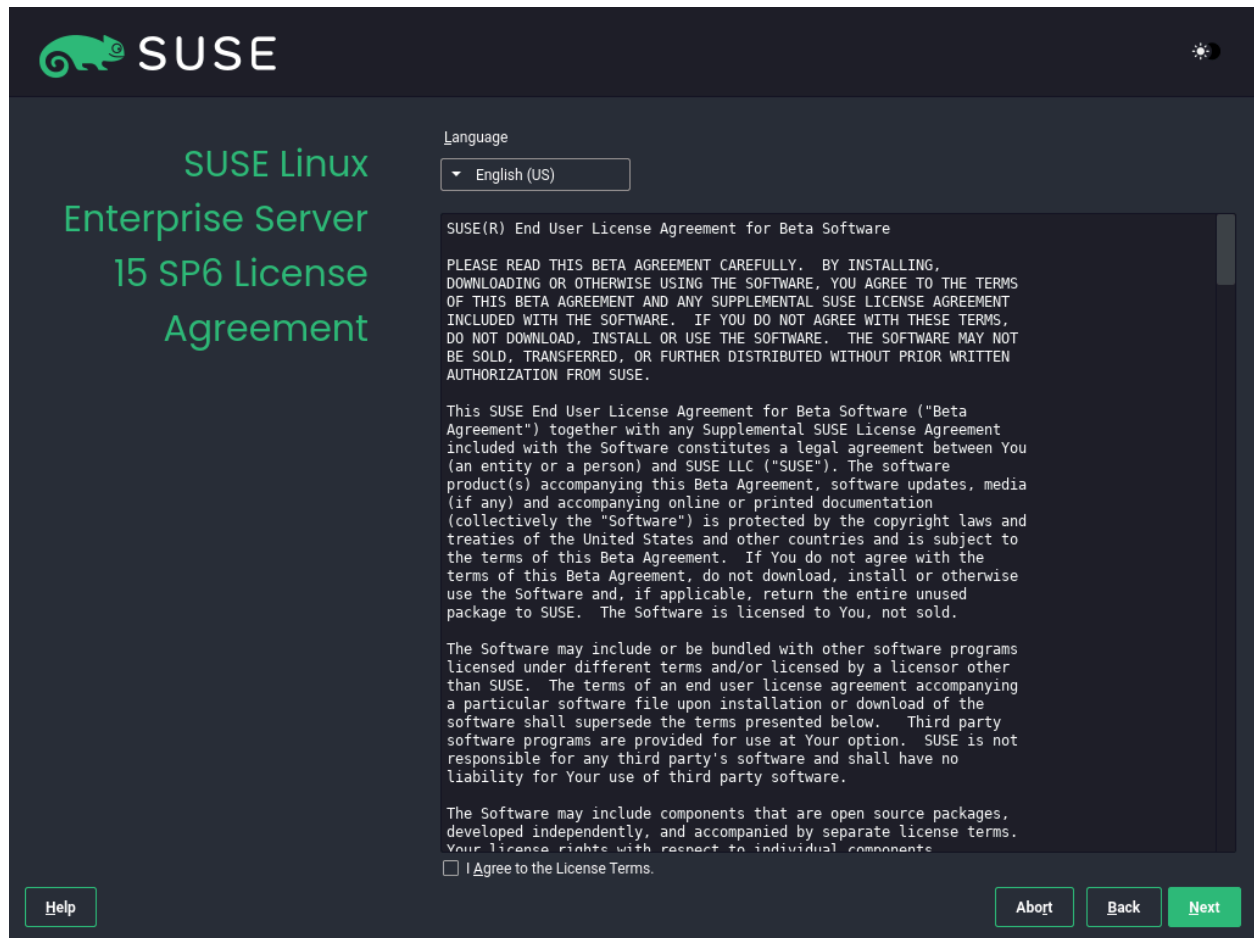 SUSE
SUSE Linux
Enterprise Server
15 SP6 License
Agreement
Language
English (US)
SUSE(R) End User License Agreement for Beta Software
PLEASE READ THIS BETA AGREEMENT CAREFULLY.  BY INSTALLING,
DOWNLOADING OR OTHERWISE USING THE SOFTWARE, YOU AGREE TO THE TERMS
OF THIS BETA AGREEMENT AND ANY SUPPLEMENTAL SUSE LICENSE AGREEMENT
INCLUDED WITH THE SOFTWARE.  IF YOU DO NOT AGREE WITH THESE TERMS,
DO NOT DOWNLOAD, INSTALL OR USE THE SOFTWARE.  THE SOFTWARE MAY NOT
BE SOLD, TRANSFERRED, OR FURTHER DISTRIBUTED WITHOUT PRIOR WRITTEN
AUTHORIZATION FROM SUSE.
This SUSE End User License Agreement for Beta Software ("Beta
Agreement") together with any Supplemental SUSE License Agreement
included with the Software constitutes a legal agreement between You
(an entity or a person) and SUSE LLC ("SUSE"). The software
product(s) accompanying this Beta Agreement, software updates, media
(if any) and accompanying online or printed documentation
(collectively the "Software") is protected by the copyright laws and
treaties of the United States and other countries and is subject to
the terms of this Beta Agreement.  If You do not agree with the
terms of this Beta Agreement, do not download, install or otherwise
use the Software and, if applicable, return the entire unused
package to SUSE.  The Software is licensed to You, not sold.
The Software may include or be bundled with other software programs
licensed under different terms and/or licensed by a licensor other
than SUSE.  The terms of an end user license agreement accompanying
a particular software file upon installation or download of the
software shall supersede the terms presented below.   Third party
software programs are provided for use at Your option.  SUSE is not
responsible for any third party's software and shall have no
liability for Your use of third party software.
The Software may include components that are open source packages,
developed independently, and accompanied by separate license terms.
Your license rights with respect to individual components
I Agree to the License Terms.
Help
Abort
Back
Next